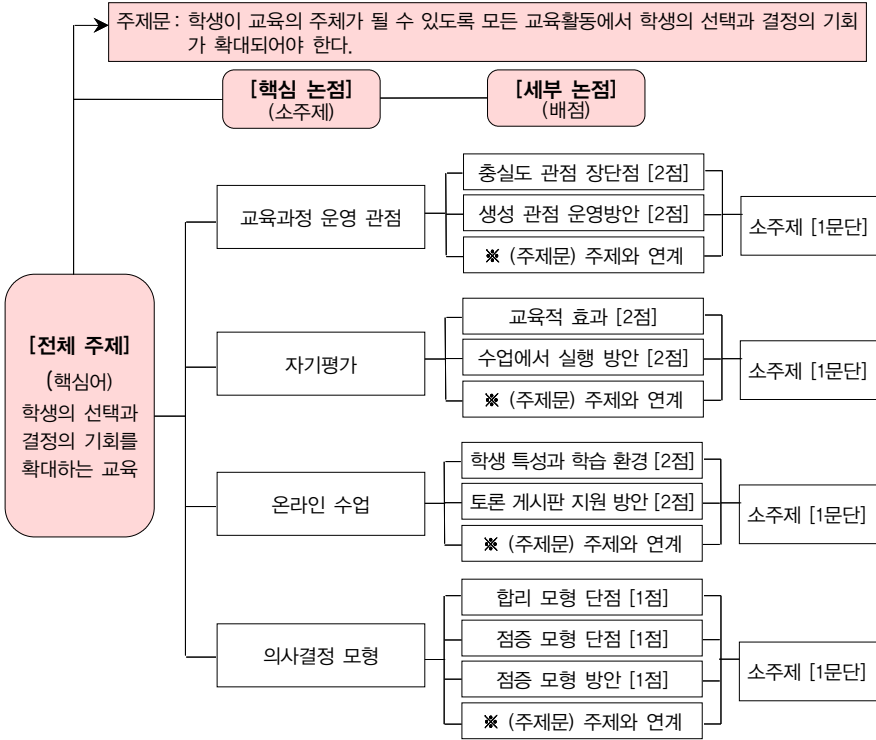 주제문 : 학생이 교육의 주체가 될 수 있도록 모든 교육활동에서 학생의 선택과 결정의 기회
가 확대되어야 한다.
[핵심 논점]
(소주제)
[세부 논점]
(배점)
[전체 주제]
(핵심어)
학생의 선택과
결정의 기회를
확대하는 교육
교육과정 운영 관점
충실도 관점 장단점 [2점]
생성 관점 운영방안 [2점]
※ (주제문) 주제와 연계
소주제 [1문단]
자기평가
교육적 효과 [2점]
수업에서 실행 방안 [2점]
※ (주제문) 주제와 연계
소주제 [1문단]
온라인 수업
학생 특성과 학습 환경 [2점]
토론 게시판 지원 방안 [2점]
※ (주제문) 주제와 연계
소주제 [1문단]
의사결정 모형
합리 모형 단점 [1점]
점증 모형 단점 [1점]
점증 모형 방안 [1점]
※ (주제문) 주제와 연계
소주제 [1문단]